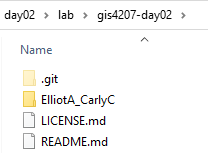 day02 > lab > gis4207-day02 >
Name
.git
ElliotA_CarlyC
LICENSE.md
README.md